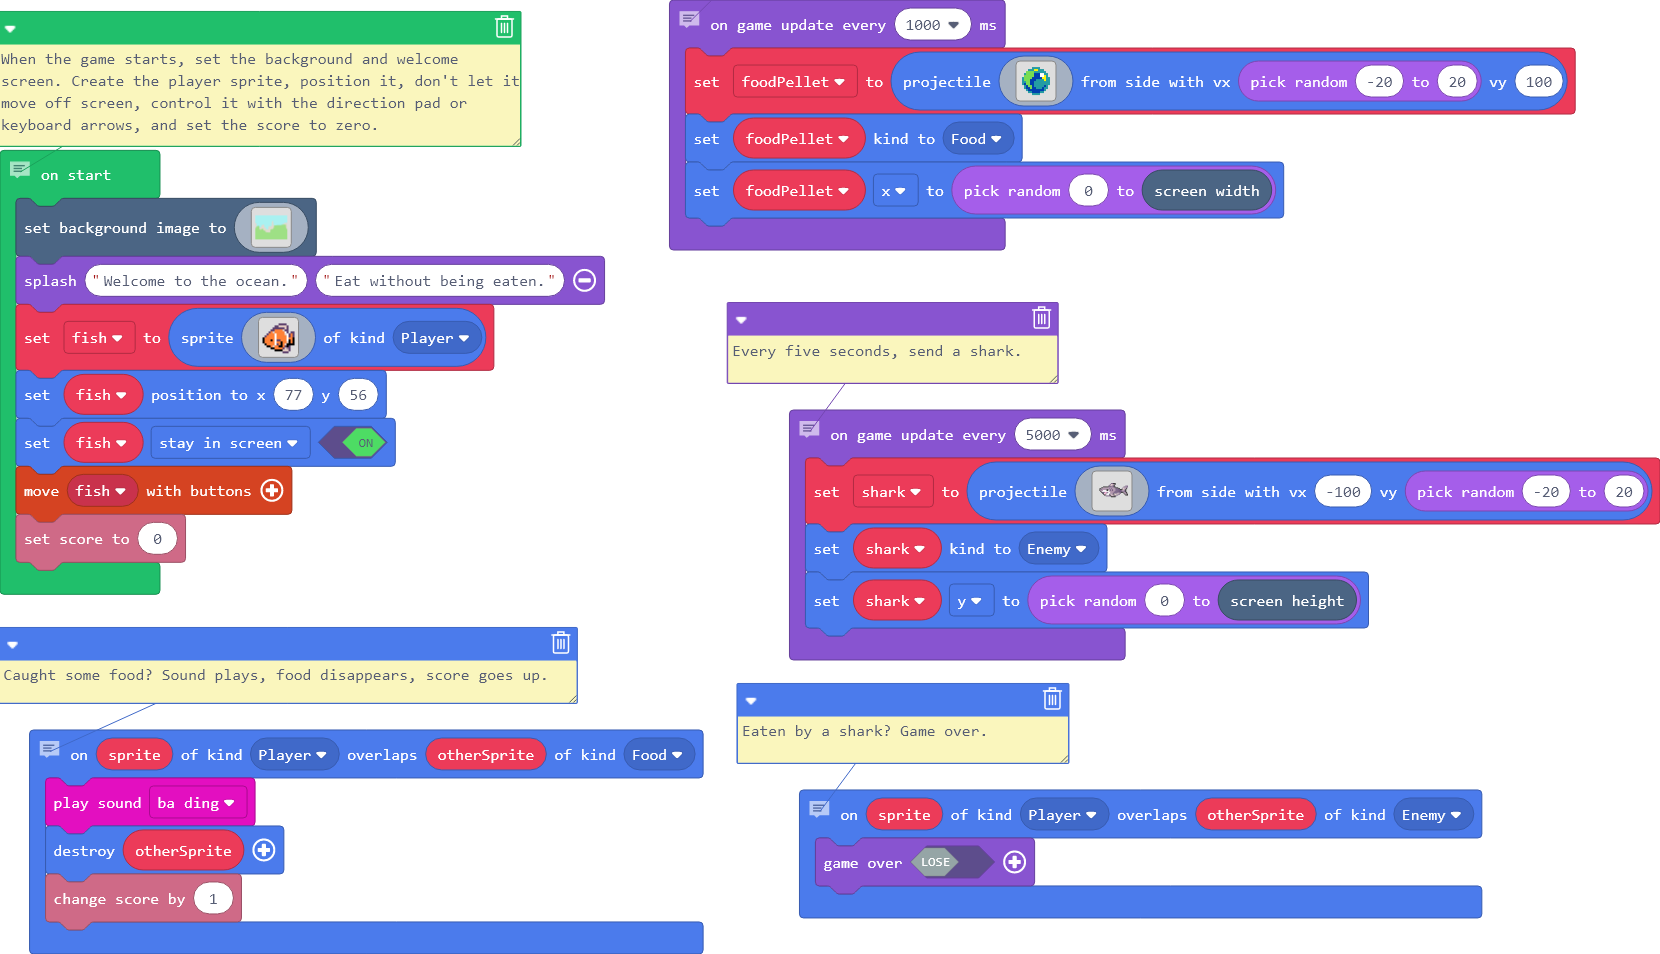 When the game starts, set the background and welcome
screen. Create the player sprite, position it, don't let it
move off screen, control it with the direction pad or
keyboard arrows, and set the score to zero.
on start
set background image to
splash "Welcome to the ocean." "Eat without being eaten."
set fish to sprite of kind Player
set fish position to x 77 y 56
set fish stay in screen ON
move fish with buttons
set score to 0
Caught some food? Sound plays, food disappears, score goes up.
on sprite of kind Player overlaps otherSprite of kind Food
play sound ba ding
destroy otherSprite
change score by 1
on game update every 1000 ms
set foodPellet to projectile from side with vx pick random -20 to 20 vy 100
set foodPellet kind to Food
set foodPellet x to pick random 0 to screen width
Every five seconds, send a shark.
on game update every 5000 ms
set shark to projectile from side with vx -100 vy pick random -20 to 20
set shark kind to Enemy
set shark y to pick random 0 to screen height
Eaten by a shark? Game over.
on sprite of kind Player overlaps otherSprite of kind Enemy
game over LOSE